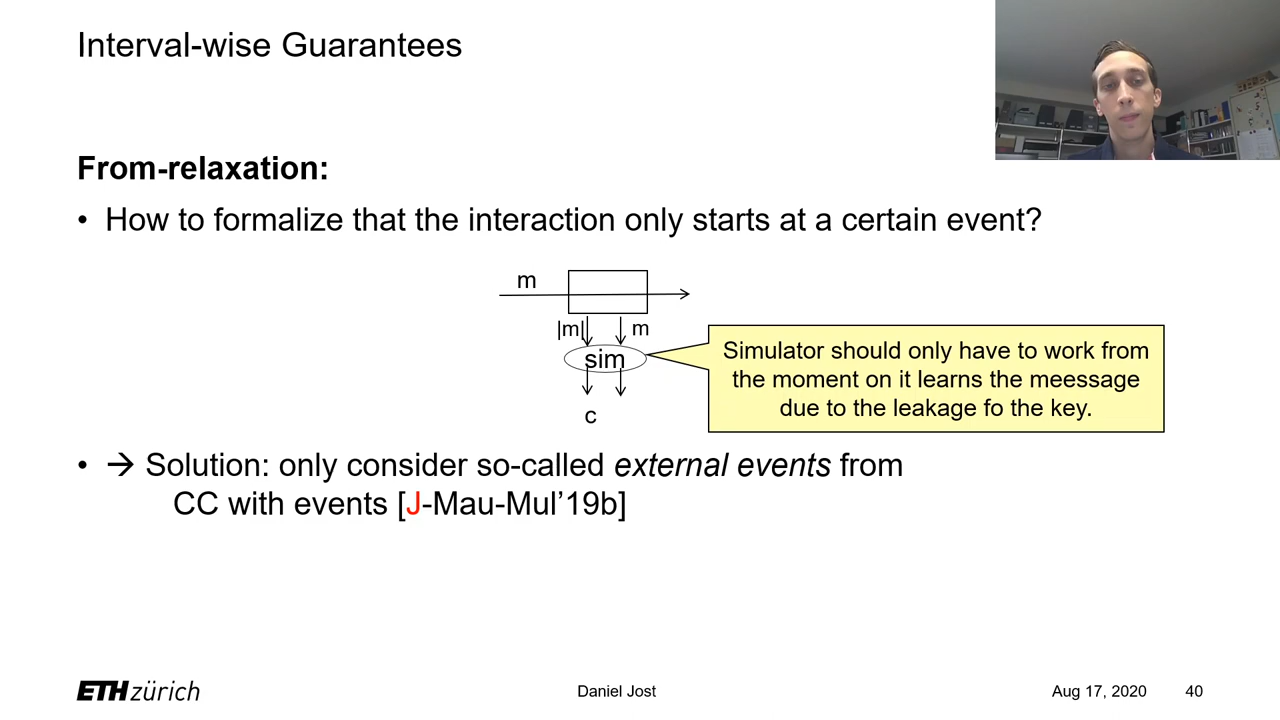 Interval-wise Guarantees
From-relaxation:
• How to formalize that the interaction only starts at a certain event?
m
|m| m
sim
c
Simulator should only have to work from
the moment on it learns the meessage
due to the leakage fo the key.
• → Solution: only consider so-called external events from
CC with events [J-Mau-Mul’19b]
ETH zürich
Daniel Jost
Aug 17, 2020
40